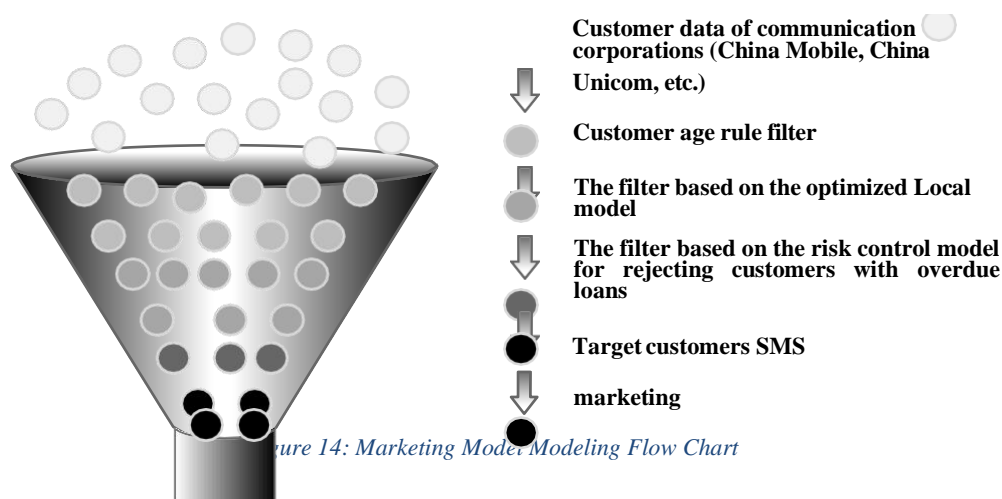 Customer data of communication
corporations (China Mobile, China
Unicom, etc.)
Customer age rule filter
The filter based on the optimized Local
model
The filter based on the risk control model
for rejecting customers with overdue
loans
Target customers SMS
marketing
gure 14: Marketing Model Modeling Flow Chart